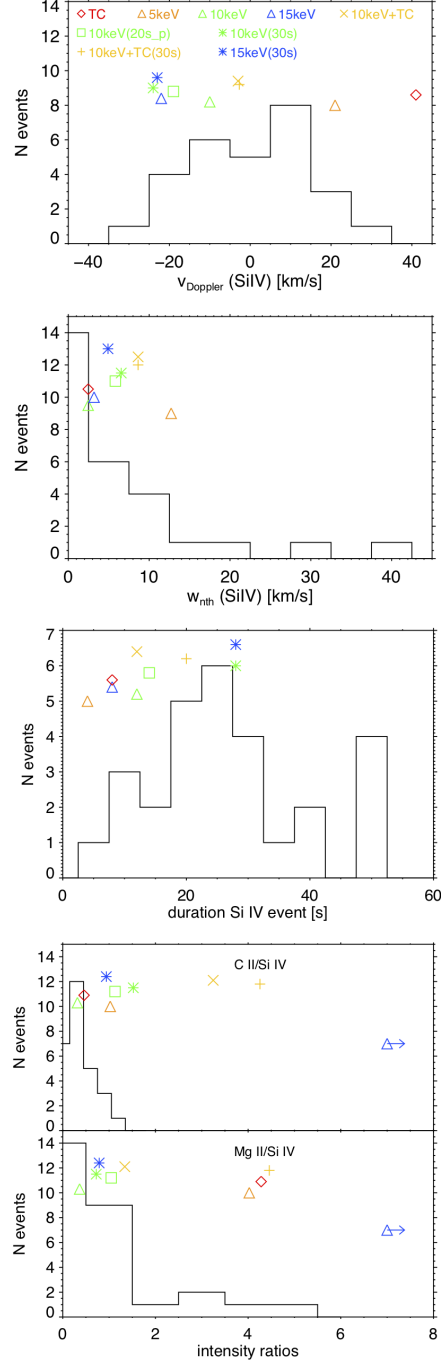 14
TC 5keV 10keV 15keV 10keV+TC
12
10keV(20s_p) 10keV(30s)
10keV+TC(30s) 15keV(30s)
10
8
6
4
2
0
N events
−40 −20 0 20 40
vDoppler (SiIV) [km/s]
14
12
10
8
6
4
2
0
N events
0 10 20 30 40
wnth (SiIV) [km/s]
7
6
5
4
3
2
1
0
N events
0 20 40 60
duration Si IV event [s]
14
C II/Si IV
12
10
8
6
4
2
0
N events
14
Mg II/Si IV
12
10
8
6
4
2
0
N events
0 2 4 6 8
intensity ratios